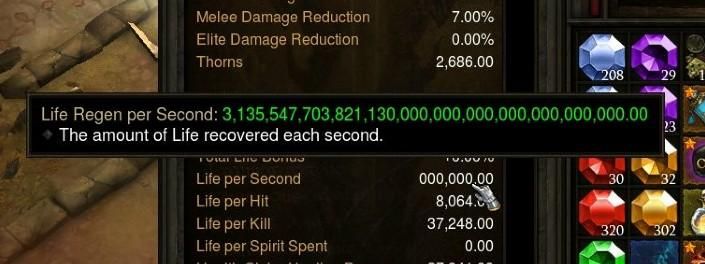 Melee Damage Reduction 7.00%
Elite Damage Reduction 0.00%
Thorns 2,686.00
208 29
Life Regen per Second: 3,135,547,703,821,130,000,000,000,000,000,000,000.00
The amount of Life recovered each second.
23
Total Life Bonus
Life per Second 000,000.00
30 32
Life per Hit 8,064.
Life per Kill 37,248.00
320 302
Life per Spirit Spent 0.00